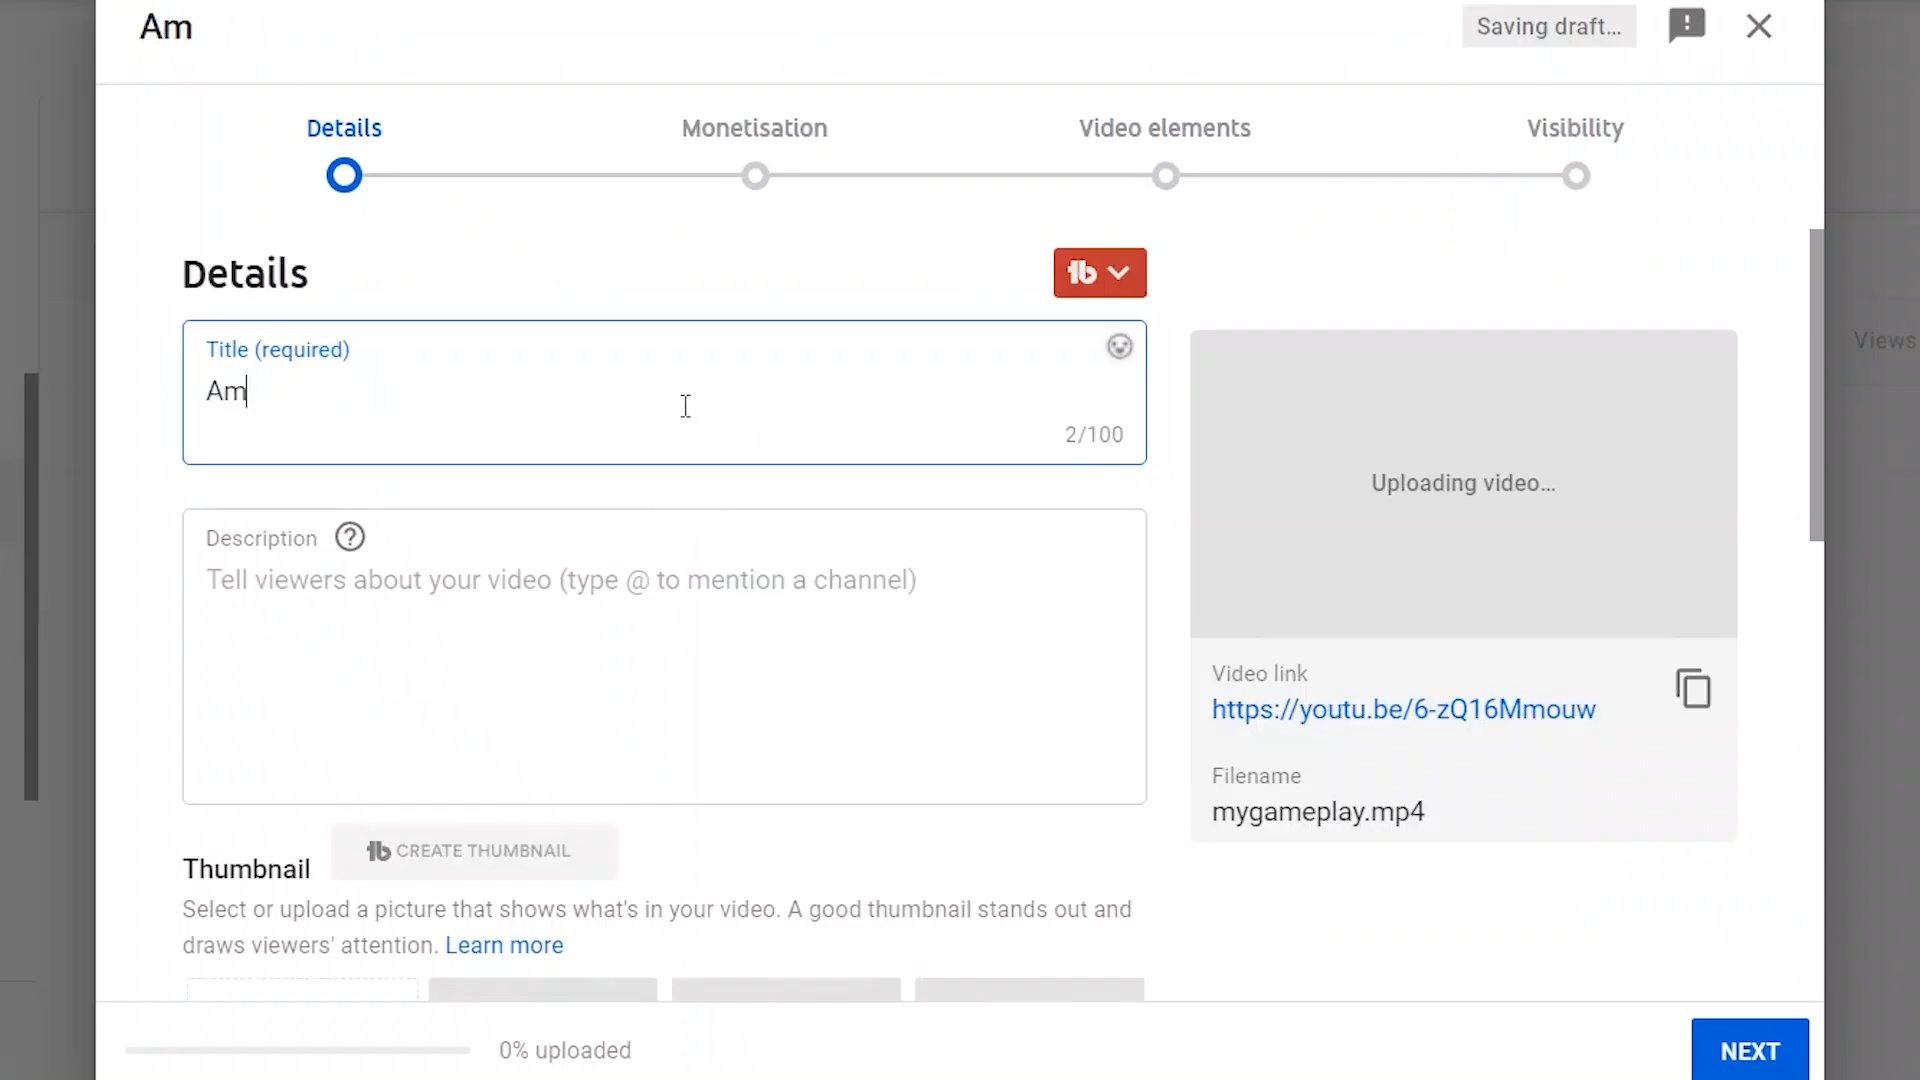 Am
Saving draft...
Details
Monetisation
Video elements
Visibility
Details
Title (required)
Am
2/100
Uploading video...
Views
Description
Tell viewers about your video (type @ to mention a channel)
Video link
https://youtu.be/6-zQ16Mmouw
Filename
mygameplay.mp4
Thumbnail
CREATE THUMBNAIL
Select or upload a picture that shows what's in your video. A good thumbnail stands out and
draws viewers' attention. Learn more
0% uploaded
NEXT